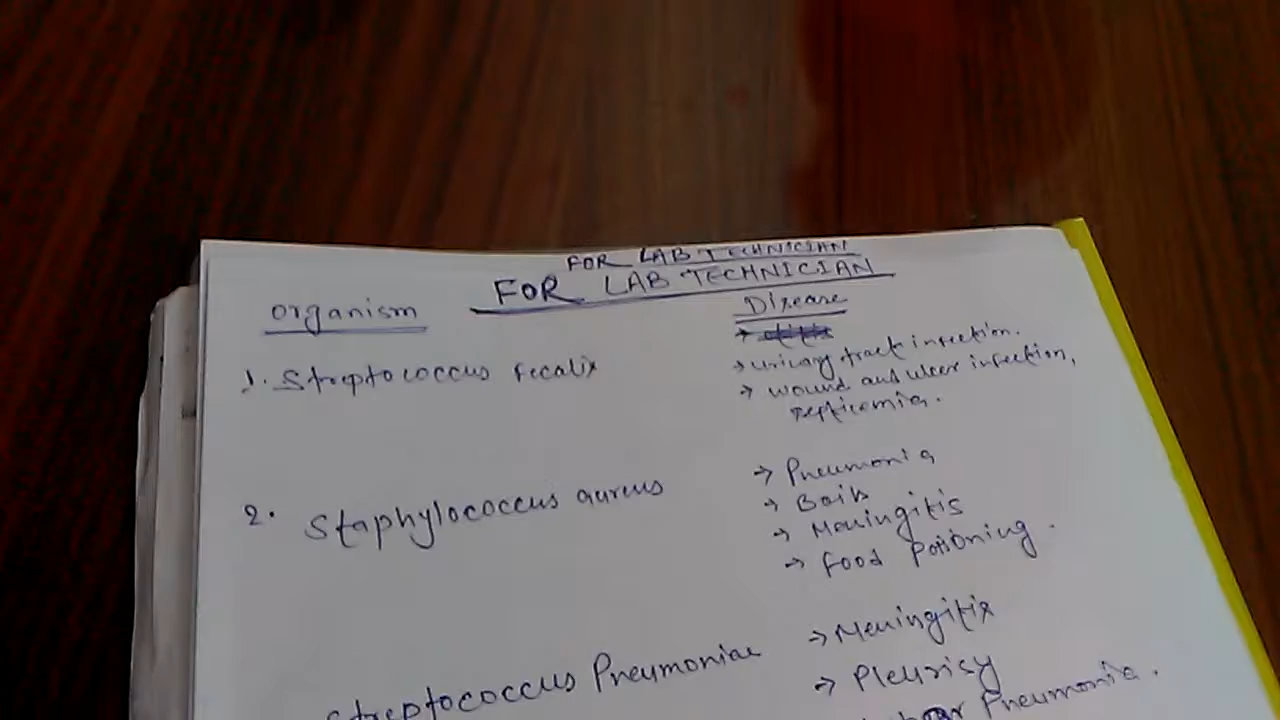 FOR LAB TECHNICIAN
FOR LAB TECHNICIAN
organism
Disease
1. Streptococcus Fecalis
→ urinary tract infection.
→ wound and ulcer infection,
septicemia.
2. Staphylococcus aureus
→ Pneumonia
→ Boils
→ Meningitis
→ Food Poisoning.
Streptococcus Pneumoniae
→ Meningitis
→ Pleurisy
Pneumonia.